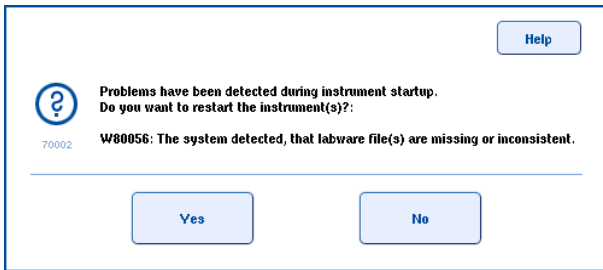 Help
Problems have been detected during instrument startup.
Do you want to restart the instrument(s)?:
70002
W80056: The system detected, that labware file(s) are missing or inconsistent.
Yes
No